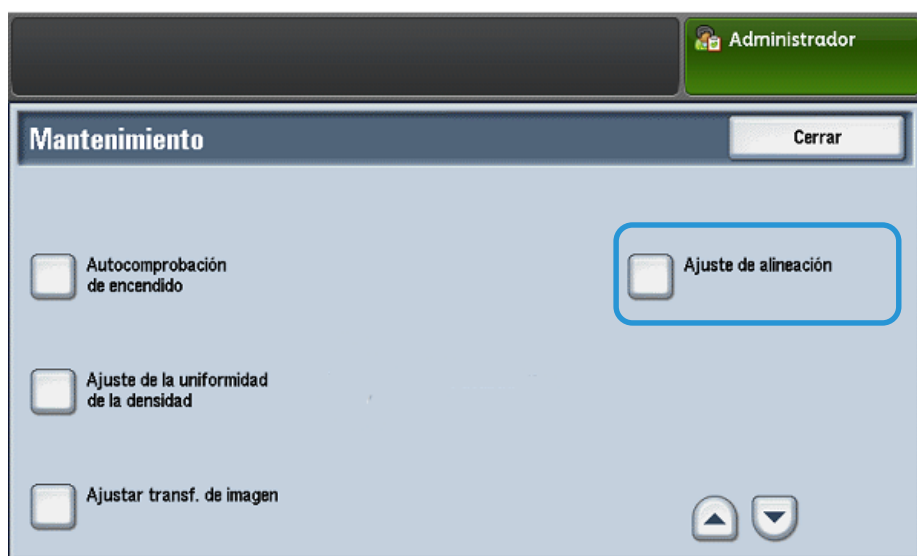 Administrador
Mantenimiento
Cerrar
Autocomprobación
de encendido
Ajuste de alineación
Ajuste de la uniformidad
de la densidad
Ajustar transf. de imagen